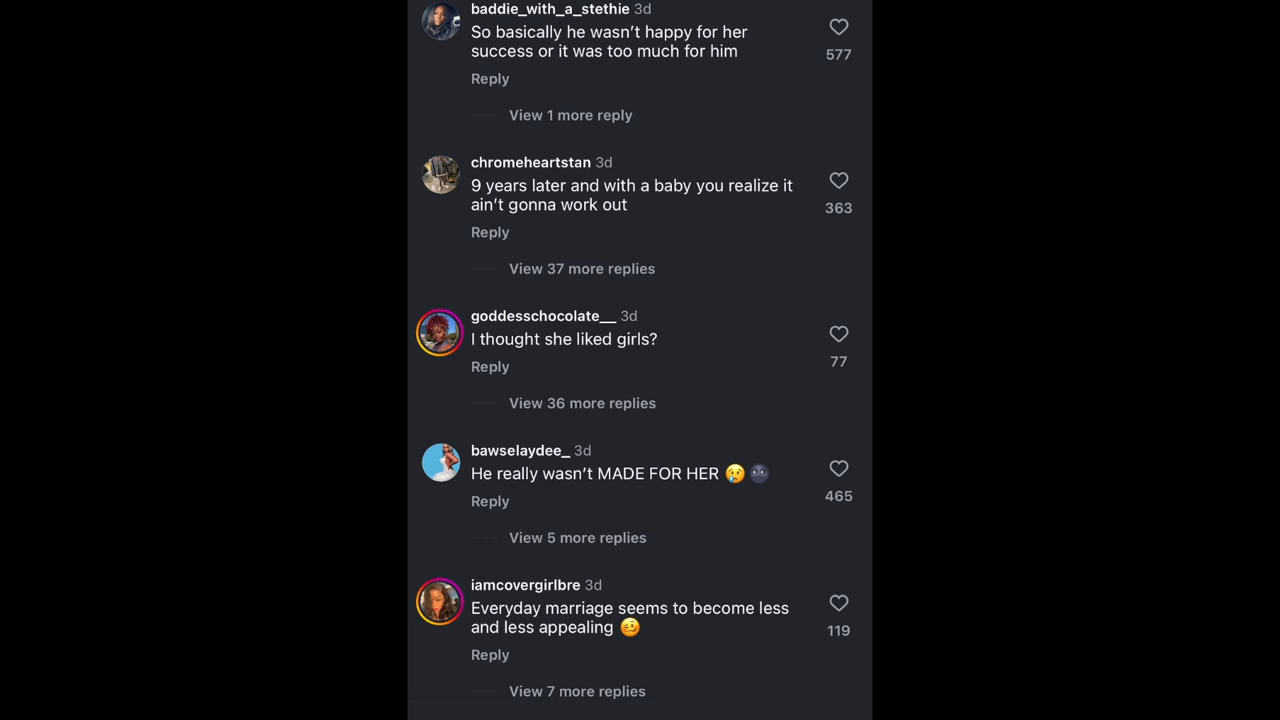 baddie_with_a_stethie 3d
So basically he wasn’t happy for her
success or it was too much for him
577
Reply
View 1 more reply
chromeheartstan 3d
9 years later and with a baby you realize it
ain’t gonna work out
363
Reply
View 37 more replies
goddesschocolate__ 3d
I thought she liked girls?
77
Reply
View 36 more replies
bawselaydee_ 3d
He really wasn’t MADE FOR HER 😢 🌚
465
Reply
View 5 more replies
iamcovergirlbre 3d
Everyday marriage seems to become less
and less appealing 🥴
119
Reply
View 7 more replies